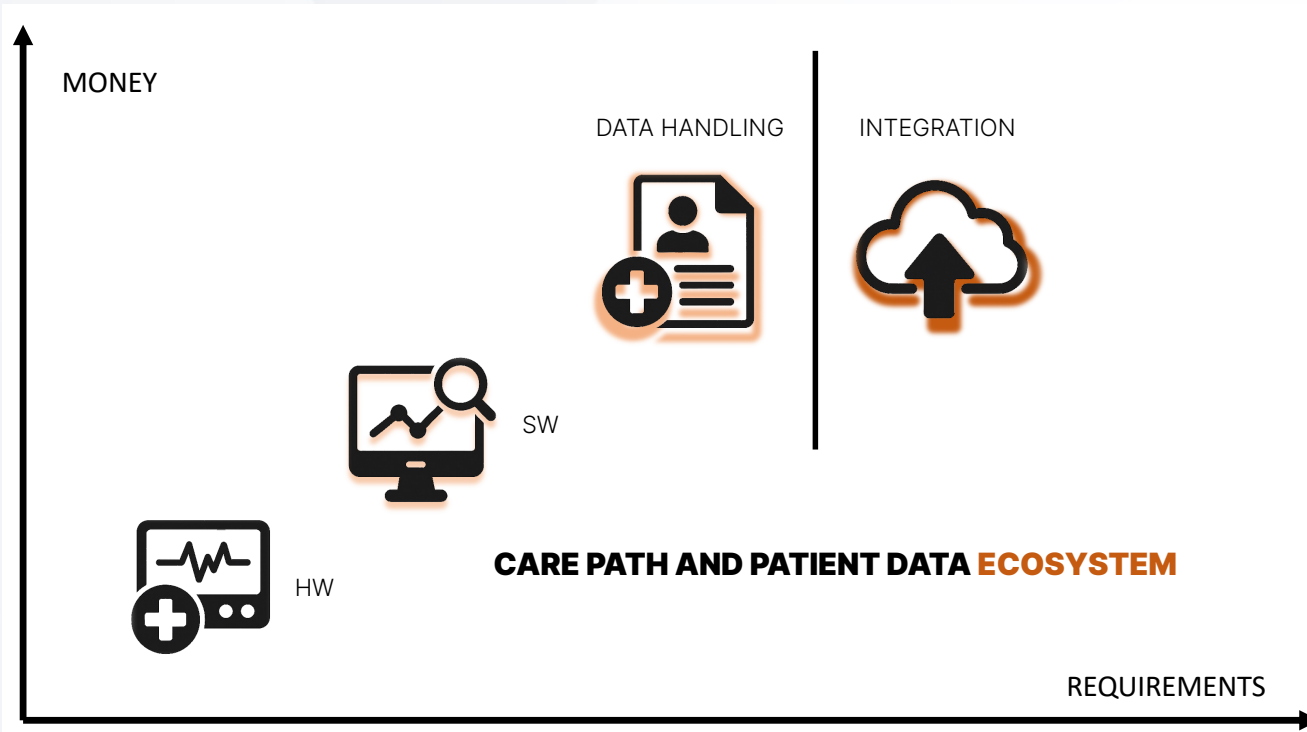 MONEY
DATA HANDLING
INTEGRATION
SW
CARE PATH AND PATIENT DATA ECOSYSTEM
HW
REQUIREMENTS